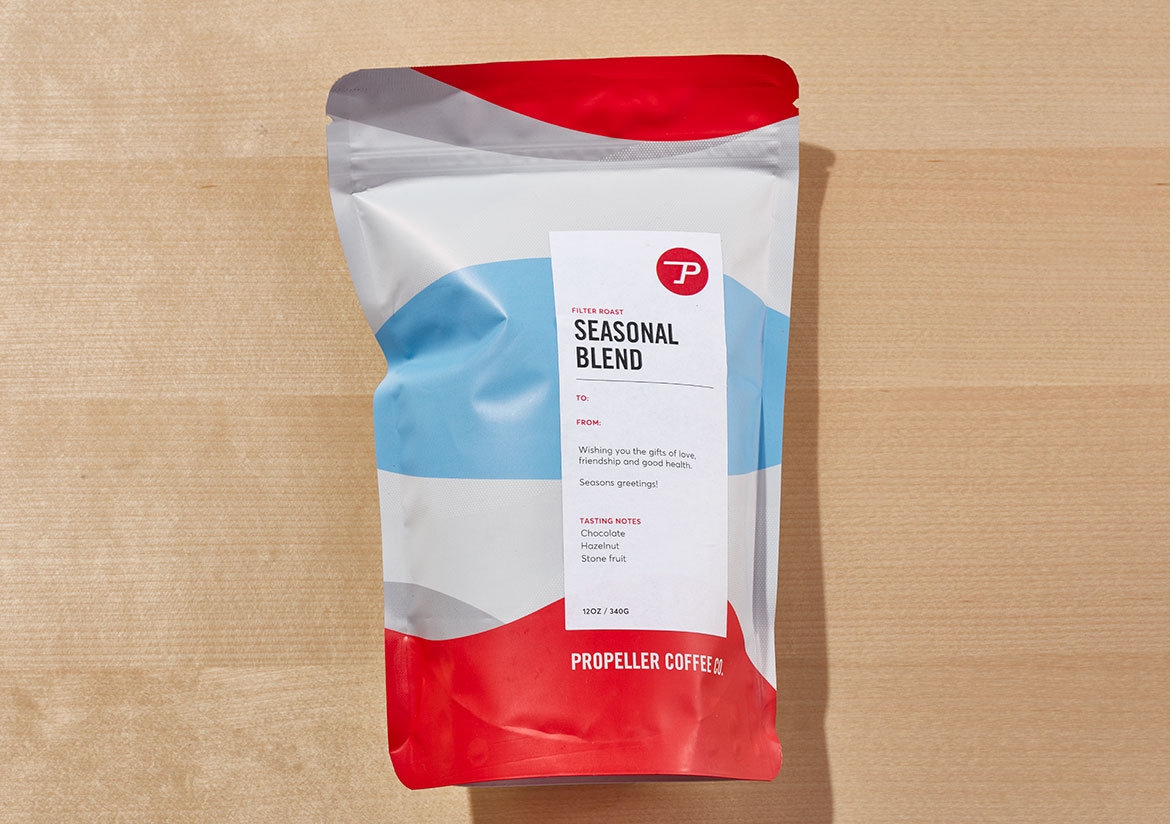 P
FILTER ROAST
SEASONAL
BLEND
TO:
FROM:
Wishing you the gifts of love,
friendship and good health.
Seasons greetings!
TASTING NOTES
Chocolate
Hazelnut
Stone fruit
12OZ / 340G
PROPELLER COFFEE CO.